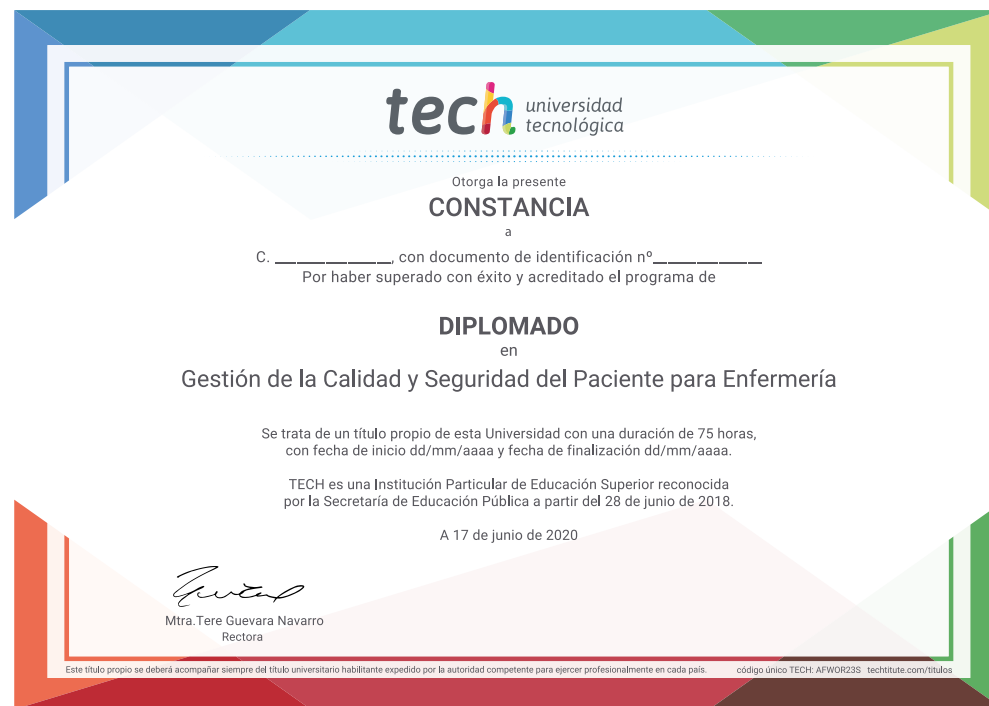 tech universidad
tecnológica
Otorga la presente
CONSTANCIA
a
C. ______________, con documento de identificación nº______________
Por haber superado con éxito y acreditado el programa de
DIPLOMADO
en
Gestión de la Calidad y Seguridad del Paciente para Enfermería
Se trata de un título propio de esta Universidad con una duración de 75 horas,
con fecha de inicio dd/mm/aaaa y fecha de finalización dd/mm/aaaa.
TECH es una Institución Particular de Educación Superior reconocida
por la Secretaría de Educación Pública a partir del 28 de junio de 2018.
A 17 de junio de 2020
Mtra.Tere Guevara Navarro
Rectora
Este título propio se deberá acompañar siempre del título universitario habilitante expedido por la autoridad competente para ejercer profesionalmente en cada país. código único TECH: AFWOR23S techtitute.com/titulos